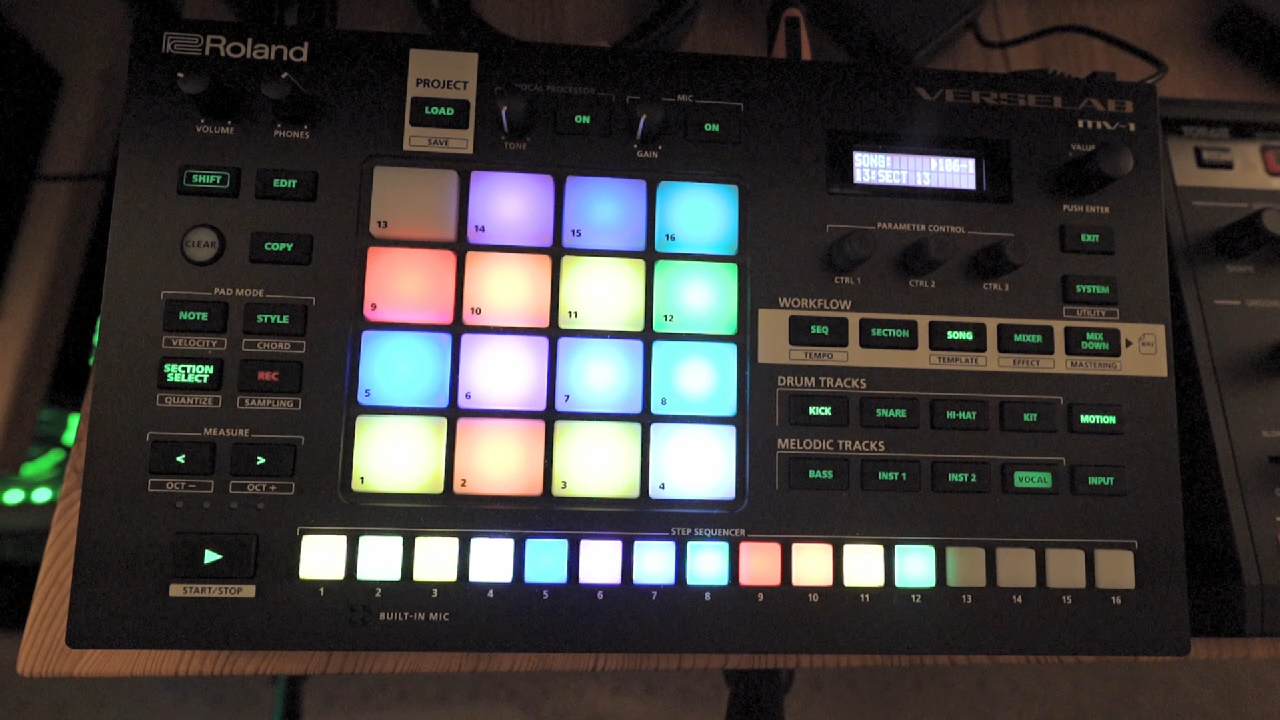 Roland
VERSELAB
MV-1
VOLUME
PHONES
PROJECT
LOAD
SAVE
VOCAL PROCESSOR
TONE
ON
MIC
GAIN
ON
SONG:
13:SECT 13
PUSH ENTER
SHIFT
EDIT
CLEAR
COPY
PAD MODE
NOTE
STYLE
VELOCITY
CHORD
SECTION SELECT
REC
QUANTIZE
SAMPLING
MEASURE
<
>
OCT −
OCT +
START/STOP
13
14
15
16
9
10
11
12
5
6
7
8
1
2
3
4
PARAMETER CONTROL
CTRL 1
CTRL 2
CTRL 3
EXIT
SYSTEM
UTILITY
WORKFLOW
SEQ
SECTION
SONG
MIXER
MIX DOWN
TEMPO
TEMPLATE
EFFECT
MASTERING
DRUM TRACKS
KICK
SNARE
HI-HAT
KIT
MOTION
MELODIC TRACKS
BASS
INST 1
INST 2
VOCAL
INPUT
STEP SEQUENCER
1
2
3
4
5
6
7
8
9
10
11
12
13
14
15
16
BUILT-IN MIC